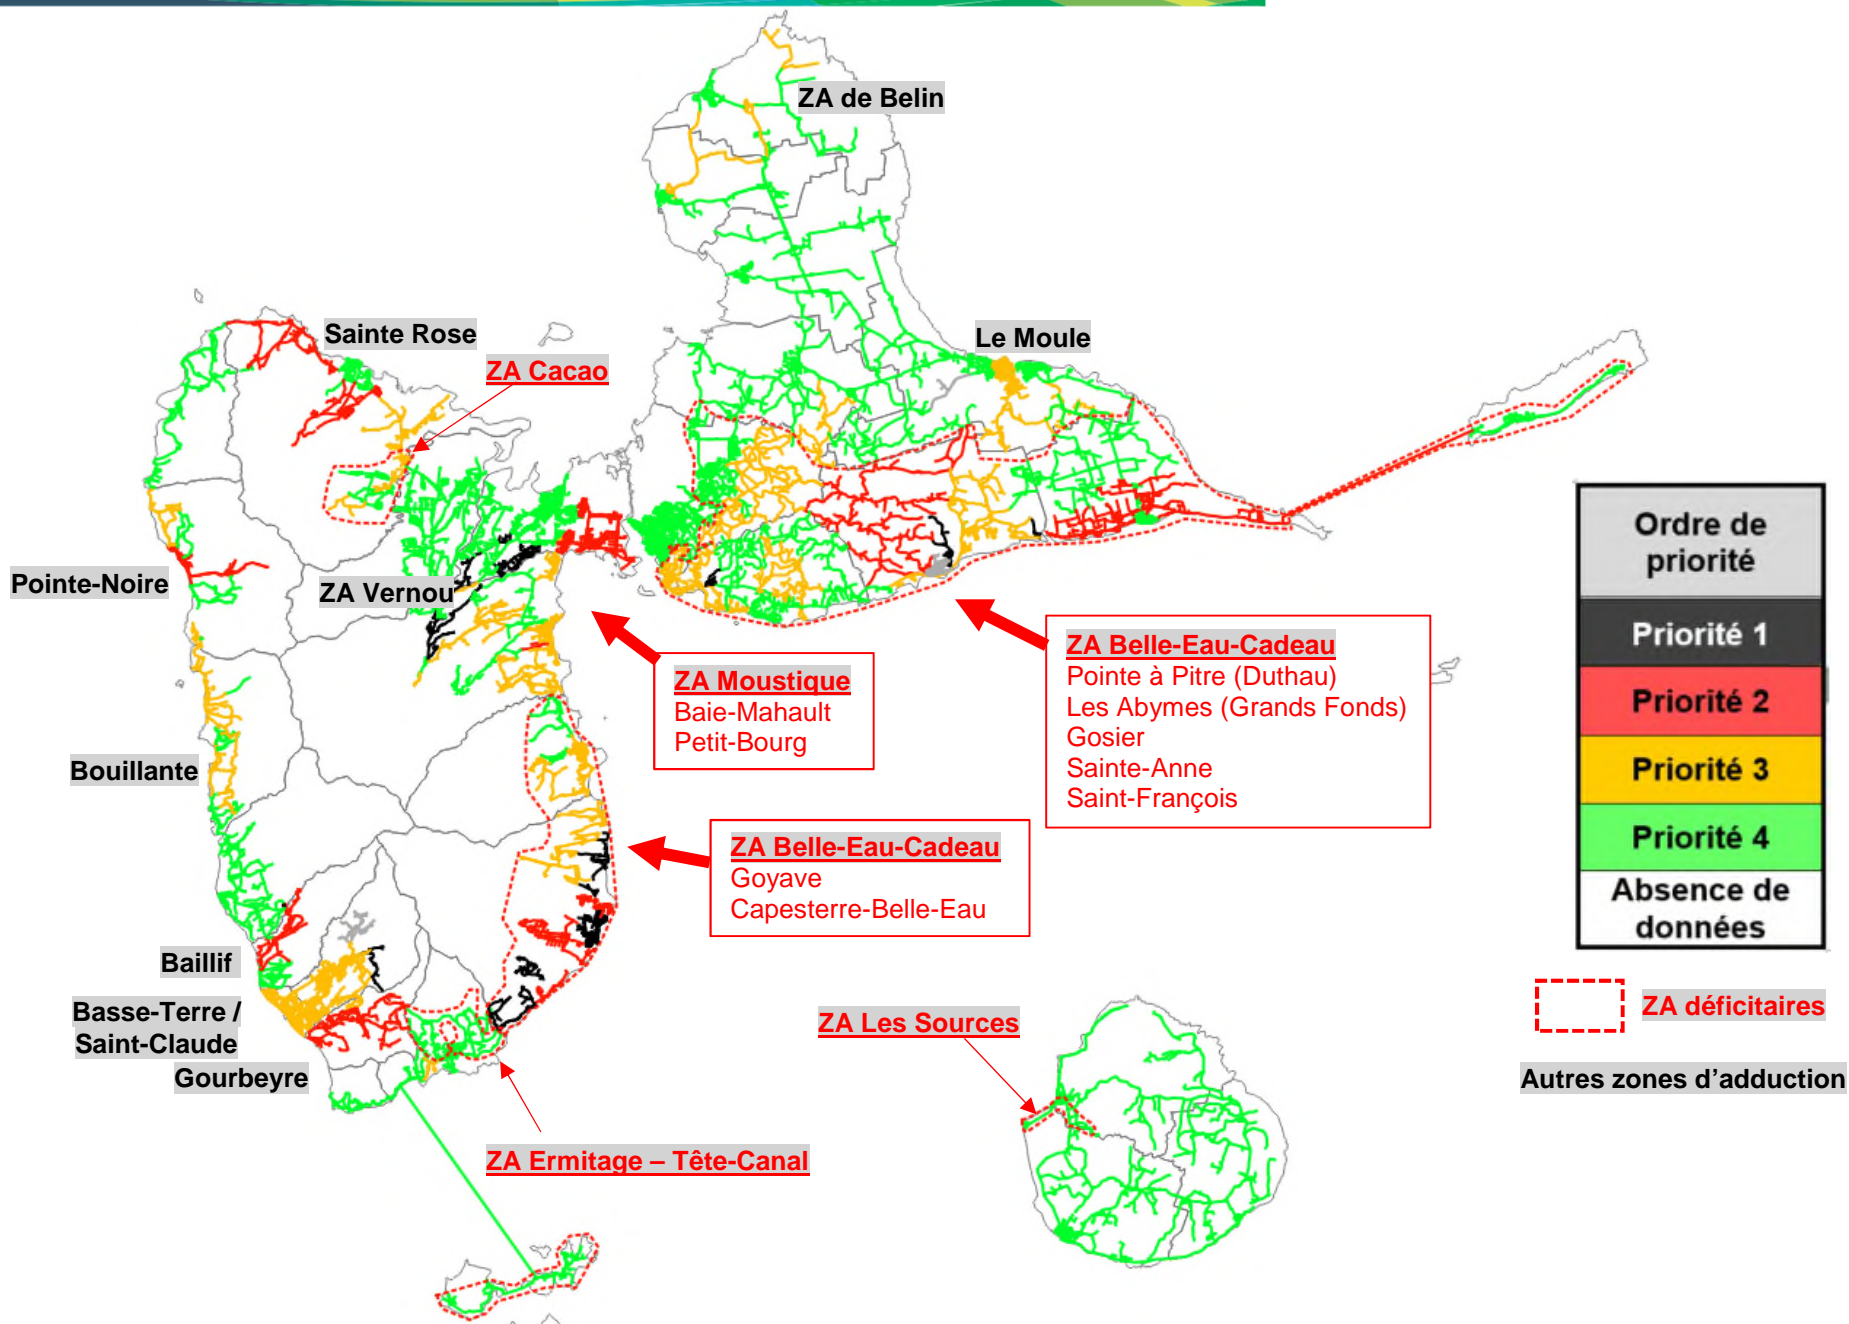 ZA de Belin
Sainte Rose
Le Moule
ZA Cacao
Pointe-Noire
ZA Vernou
ZA Moustique
Baie-Mahault
Petit-Bourg
ZA Belle-Eau-Cadeau
Pointe à Pitre (Duthau)
Les Abymes (Grands Fonds)
Gosier
Sainte-Anne
Saint-François
Bouillante
ZA Belle-Eau-Cadeau
Goyave
Capesterre-Belle-Eau
Baillif
Basse-Terre /
Saint-Claude
Gourbeyre
ZA Les Sources
ZA Ermitage – Tête-Canal
Ordre de
priorité
Priorité 1
Priorité 2
Priorité 3
Priorité 4
Absence de
données
ZA déficitaires
Autres zones d'adduction